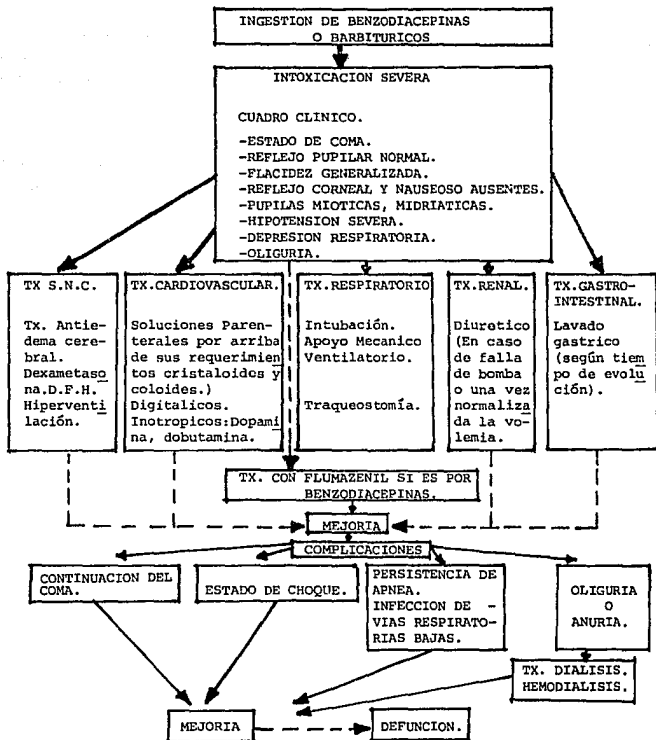 INGESTION DE BENZODIACEPINAS
O BARBITURICOS
INTOXICACION SEVERA
CUADRO CLINICO.
-ESTADO DE COMA.
-REFLEJO PUPILAR NORMAL.
-FLACIDEZ GENERALIZADA.
-REFLEJO CORNEAL Y NAUSEOSO AUSENTES.
-PUPILAS MIOTICAS, MIDRIATICAS.
-HIPOTENSION SEVERA.
-DEPRESION RESPIRATORIA.
-OLIGURIA.
TX S.N.C.
Tx. Antie-
dema cere-
bral.
Dexametaso
na.D.F.H.
Hiperventi
lación.
TX.CARDIOVASCULAR.
Soluciones Paren-
terales por arriba
de sus requerimien
tos cristaloides y
coloides.)
Digitalicos.
Inotropicos:Dopami
na, dobutamina.
TX.RESPIRATORIO
Intubación.
Apoyo Mecanico
Ventilatorio.
Traqueostomía.
TX.RENAL.
Diuretico
(En caso
de falla
de bomba
o una vez
normaliza
da la vo-
lemia.
TX.GASTRO-
INTESTINAL.
Lavado
gastrico
(según tiem
po de evolu
ción).
TX. CON FLUMAZENIL SI ES POR
BENZODIACEPINAS.
MEJORIA
COMPLICACIONES
CONTINUACION DEL
COMA.
ESTADO DE CHOQUE.
PERSISTENCIA DE
APNEA.
INFECCION DE -
VIAS RESPIRATO-
RIAS BAJAS.
OLIGURIA
O
ANURIA.
TX. DIALISIS.
HEMODIALISIS.
MEJORIA
DEFUNCION.